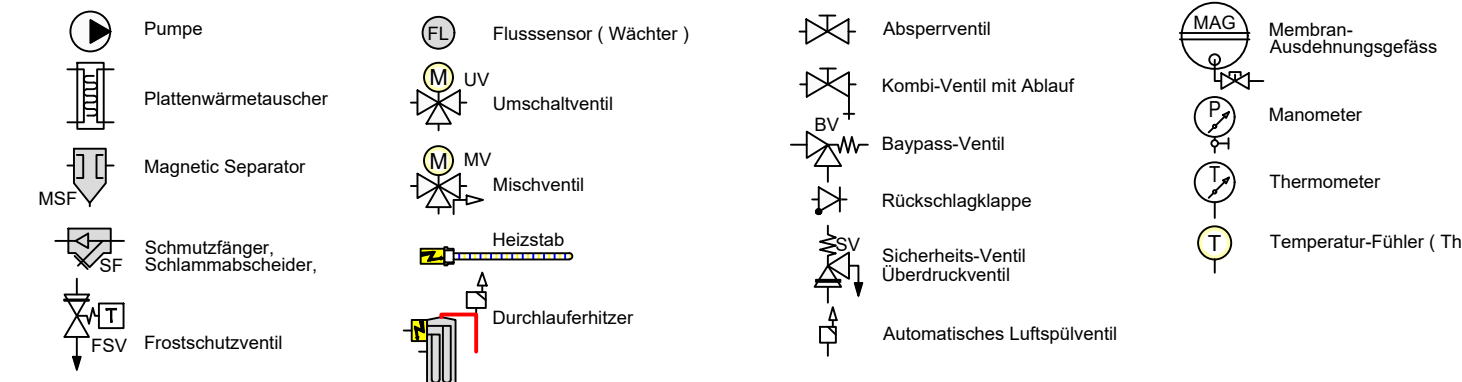 Pumpe
Plattenwärmetauscher
Magnetic Separator
MSF
Schmutzfänger,
Schlammabscheider,
SF
T
FSV
Frostschutzventil
FL
Flusssensor ( Wächter )
M
UV
Umschaltventil
M
MV
Mischventil
Heizstab
Durchlauferhitzer
Absperrventil
Kombi-Ventil mit Ablauf
BV
Baypass-Ventil
Rückschlagklappe
SV
Sicherheits-Ventil
Überdruckventil
Automatisches Luftspülventil
MAG
Membran-
Ausdehnungsgefäss
P
Manometer
T
Thermometer
T
Temperatur-Fühler ( Th